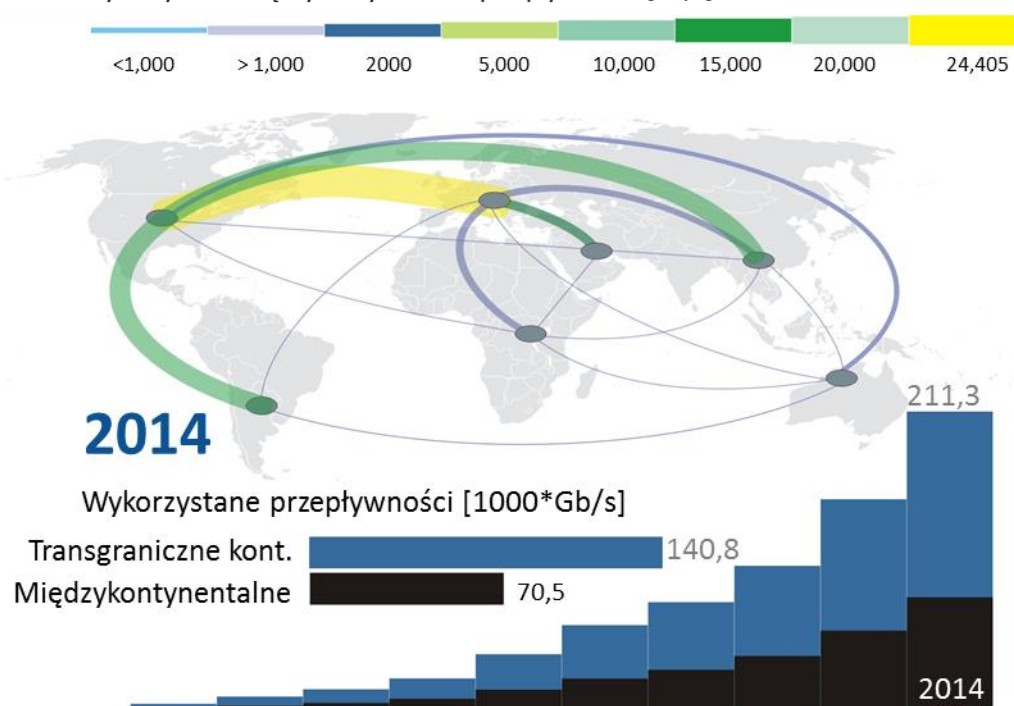 <1,000 > 1,000 2000 5,000 10,000 15,000 20,000 24,405
211,3
2014
Wykorzystane przepływności [1000*Gb/s]
Transgraniczne kont. 140,8
Międzykontynentalne 70,5
2014